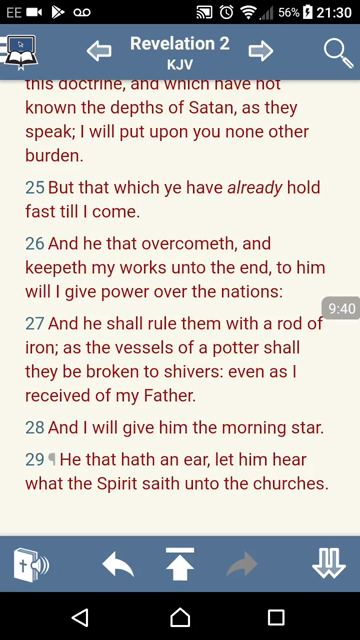 EE 56% 21:30
Revelation 2
KJV
this doctrine, and which have not
known the depths of Satan, as they
speak; I will put upon you none other
burden.
25 But that which ye have already hold
fast till I come.
26 And he that overcometh, and
keepeth my works unto the end, to him
will I give power over the nations:
9:40
27 And he shall rule them with a rod of
iron; as the vessels of a potter shall
they be broken to shivers: even as I
received of my Father.
28 And I will give him the morning star.
29 ¶ He that hath an ear, let him hear
what the Spirit saith unto the churches.